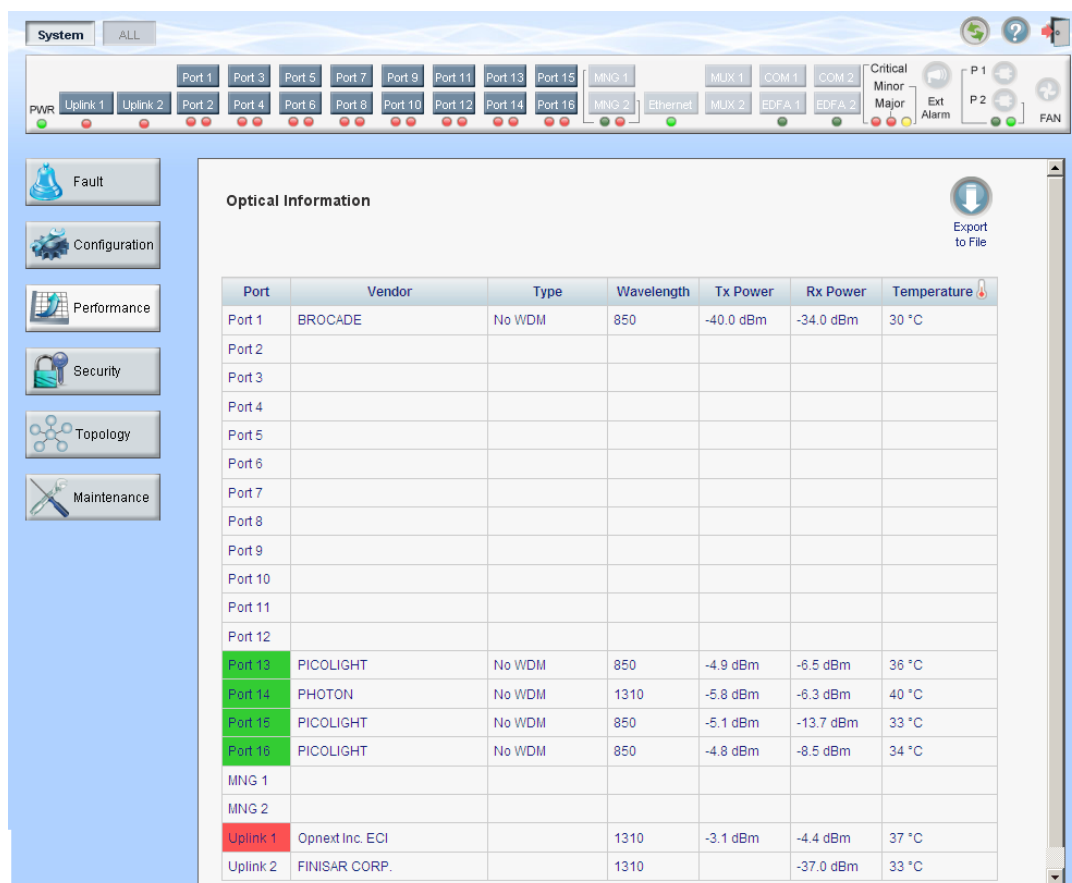 System ALL
Port 1 Port 3 Port 5 Port 7 Port 9 Port 11 Port 13 Port 15 MNG 1 MUX 1 COM 1 COM 2 Critical P 1
Minor
PWR Uplink 1 Uplink 2 Port 2 Port 4 Port 6 Port 8 Port 10 Port 12 Port 14 Port 16 MNG 2 Ethernet MUX 2 EDFA 1 EDFA 2 Major Ext Alarm P 2 FAN
Fault
Configuration
Performance
Security
Topology
Maintenance
Optical Information
Export
to File
Port Vendor Type Wavelength Tx Power Rx Power Temperature
Port 1 BROCADE No WDM 850 -40.0 dBm -34.0 dBm 30 °C
Port 2
Port 3
Port 4
Port 5
Port 6
Port 7
Port 8
Port 9
Port 10
Port 11
Port 12
Port 13 PICOLIGHT No WDM 850 -4.9 dBm -6.5 dBm 36 °C
Port 14 PHOTON No WDM 1310 -5.8 dBm -6.3 dBm 40 °C
Port 15 PICOLIGHT No WDM 850 -5.1 dBm -13.7 dBm 33 °C
Port 16 PICOLIGHT No WDM 850 -4.8 dBm -8.5 dBm 34 °C
MNG 1
MNG 2
Uplink 1 Opnext Inc. ECI 1310 -3.1 dBm -4.4 dBm 37 °C
Uplink 2 FINISAR CORP. 1310 -37.0 dBm 33 °C